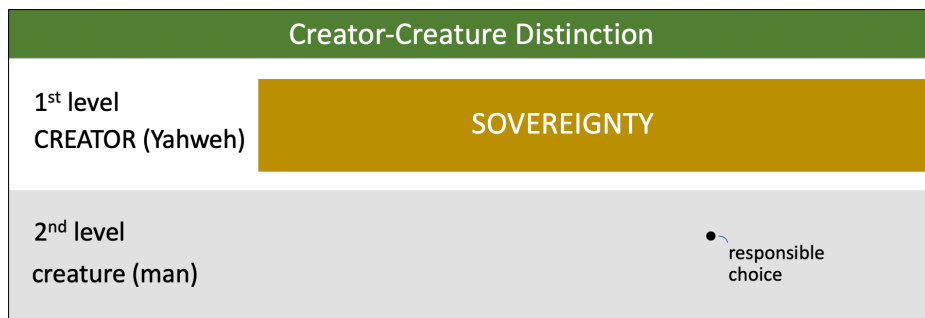 Creator-Creature Distinction
1st level
CREATOR (Yahweh)
SOVEREIGNTY
2nd level
creature (man)
responsible
choice